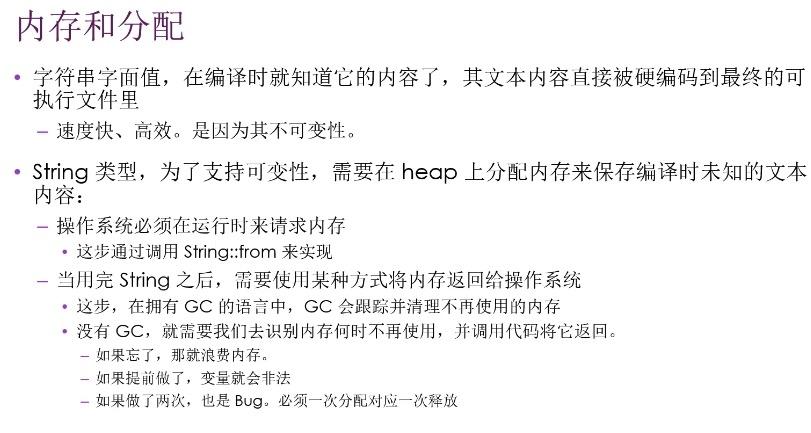 内存和分配
• 字符串字面值，在编译时就知道它的内容了，其文本内容直接被硬编码到最终的可
执行文件里
– 速度快、高效。是因为其不可变性。
• String 类型，为了支持可变性，需要在 heap 上分配内存来保存编译时未知的文本
内容：
– 操作系统必须在运行时来请求内存
• 这步通过调用 String::from 来实现
– 当用完 String 之后，需要使用某种方式将内存返回给操作系统
• 这步，在拥有 GC 的语言中，GC 会跟踪并清理不再使用的内存
• 没有 GC，就需要我们去识别内存何时不再使用，并调用代码将它返回。
– 如果忘了，那就浪费内存。
– 如果提前做了，变量就会非法
– 如果做了两次，也是 Bug。必须一次分配对应一次释放